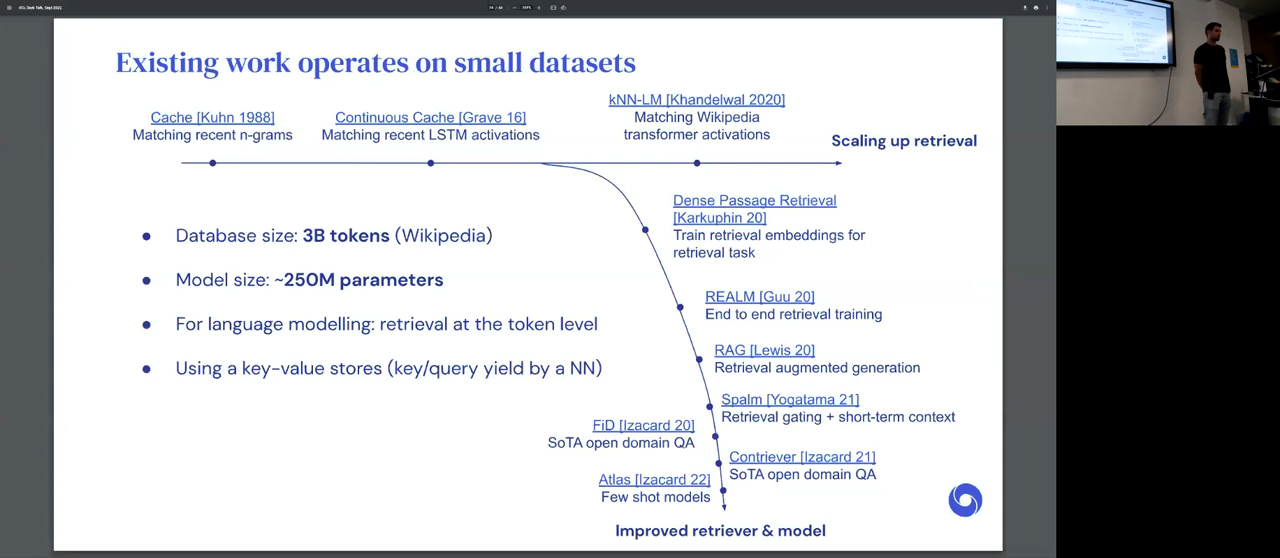 Existing work operates on small datasets
Cache [Kuhn 1988]
Matching recent n-grams
Continuous Cache [Grave 16]
Matching recent LSTM activations
kNN-LM [Khandelwal 2020]
Matching Wikipedia
transformer activations
Scaling up retrieval
Database size: 3B tokens (Wikipedia)
Model size: ~250M parameters
For language modelling: retrieval at the token level
Using a key-value stores (key/query yield by a NN)
Dense Passage Retrieval
[Karkuphin 20]
Train retrieval embeddings for
retrieval task
REALM [Guu 20]
End to end retrieval training
RAG [Lewis 20]
Retrieval augmented generation
Spalm [Yogatama 21]
Retrieval gating + short-term context
FiD [Izacard 20]
SoTA open domain QA
Contriever [Izacard 21]
SoTA open domain QA
Atlas [Izacard 22]
Few shot models
Improved retriever & model